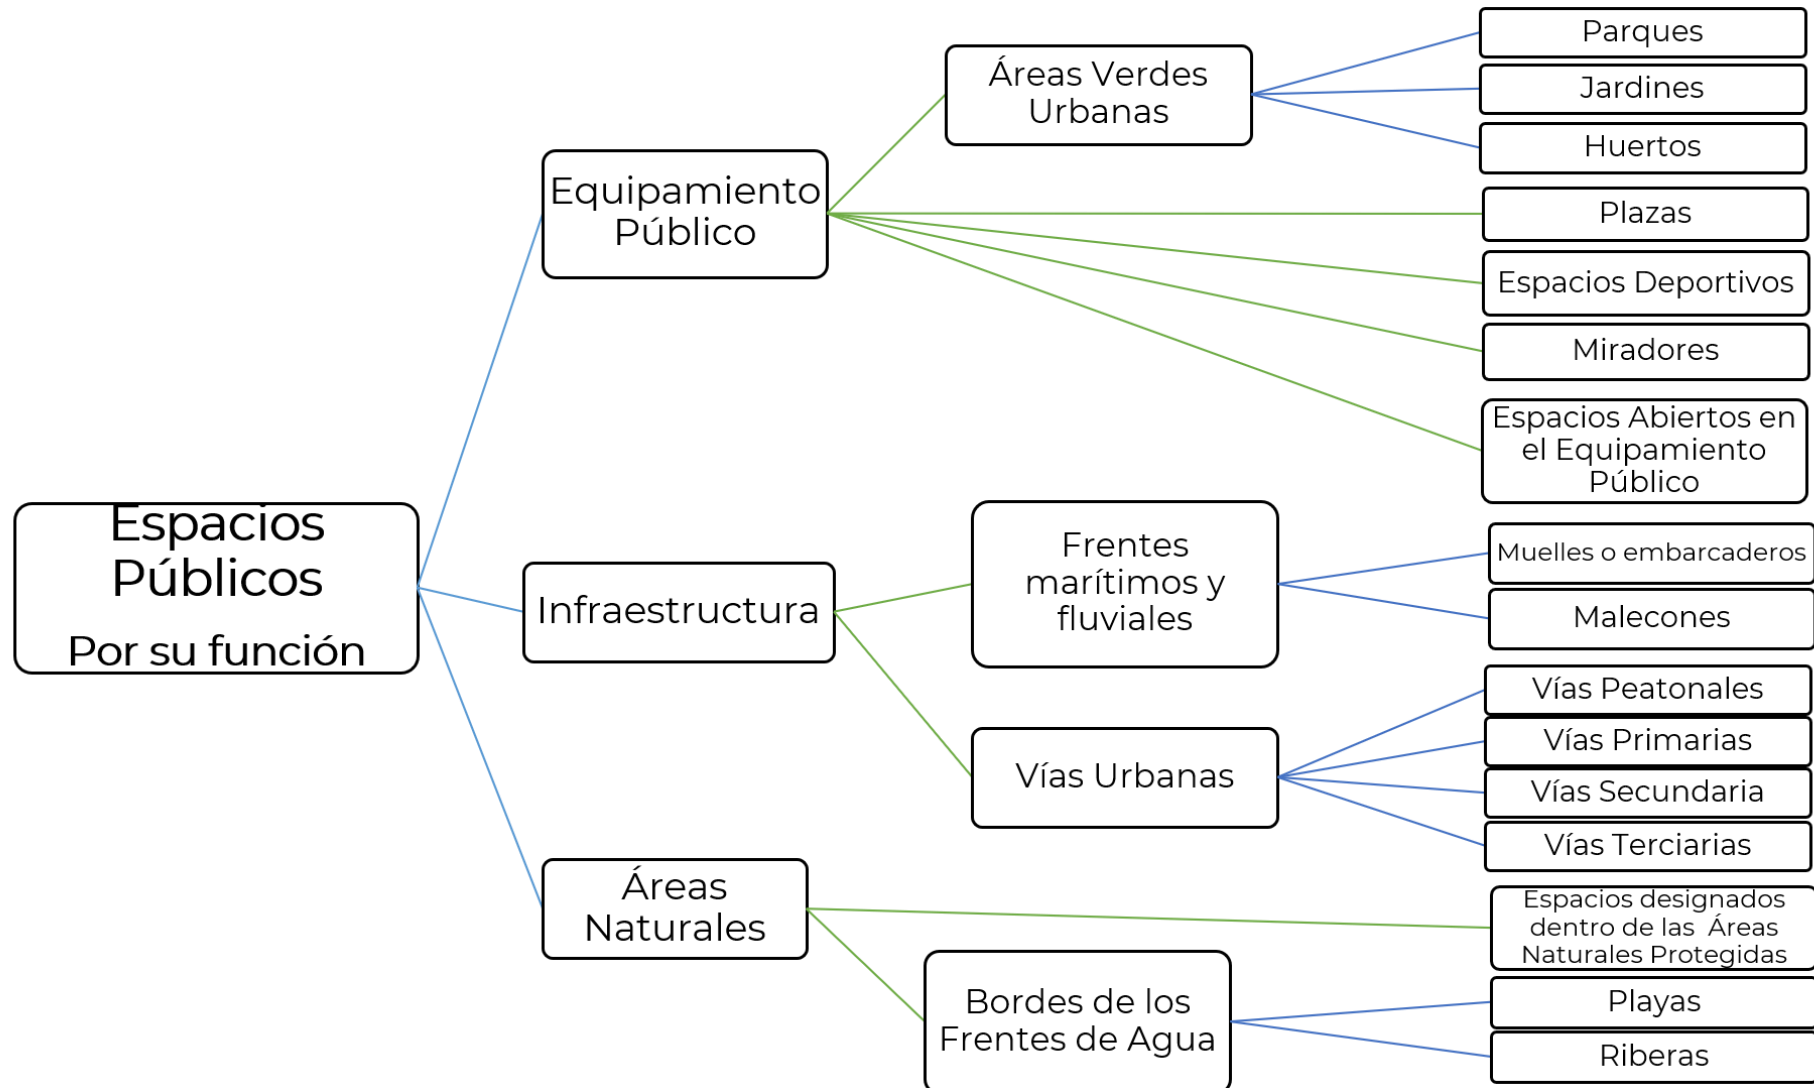 Espacios
Públicos
Por su función
Equipamiento
Público
Áreas Verdes
Urbanas
Parques
Jardines
Huertos
Plazas
Espacios Deportivos
Miradores
Espacios Abiertos en
el Equipamiento
Público
Infraestructura
Frentes
marítimos y
fluviales
Muelles o embarcaderos
Malecones
Vías Urbanas
Vías Peatonales
Vías Primarias
Vías Secundaria
Vías Terciarias
Áreas
Naturales
Espacios designados
dentro de las Áreas
Naturales Protegidas
Bordes de los
Frentes de Agua
Playas
Riberas